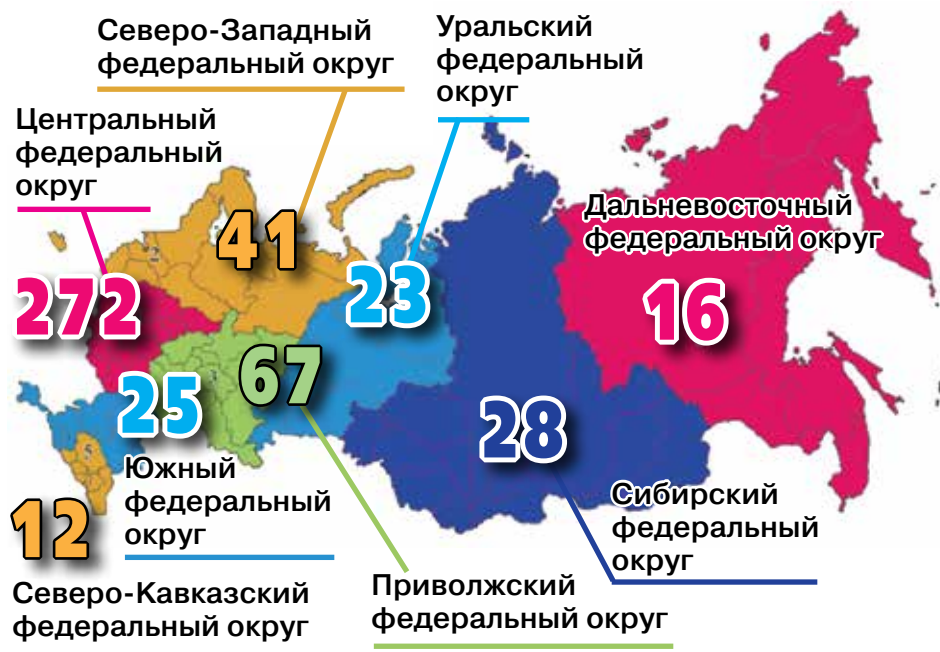 Северо-Западный
федеральный округ
Уральский
федеральный
округ
Центральный
федеральный
округ
41
Дальневосточный
федеральный округ
272
23
16
67
25
28
5
Южный
федеральный
округ
12
Сибирский
федеральный
округ
Северо-Кавказский
федеральный округ
Приволжский
федеральный округ